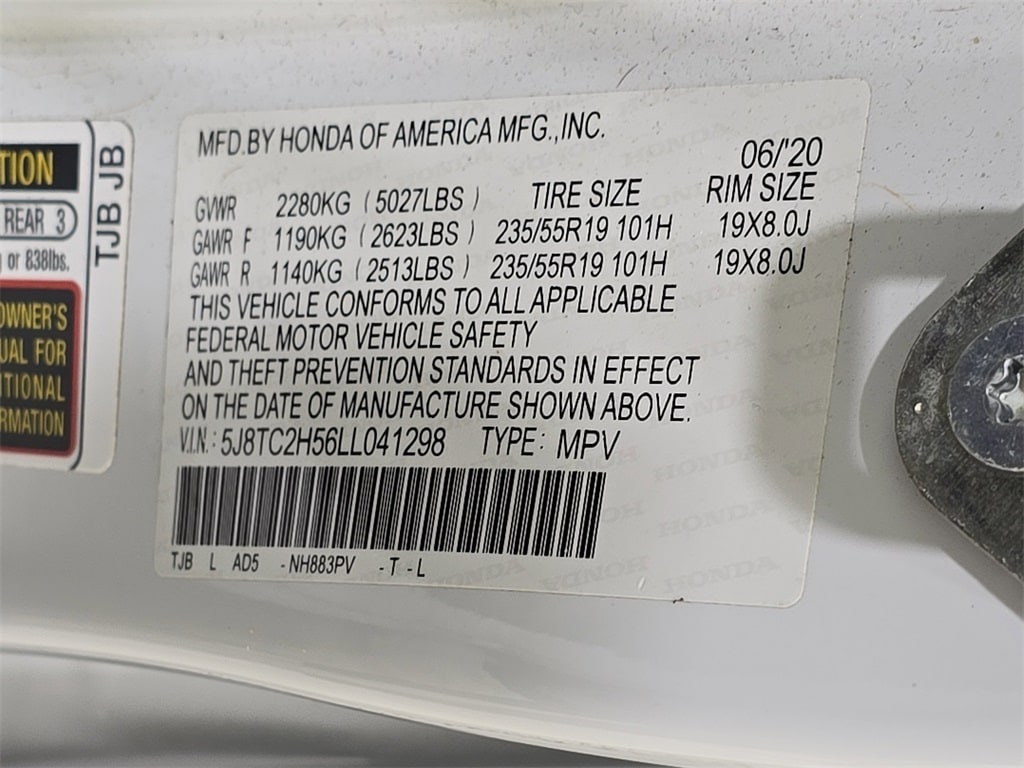 TION
REAR 3
or 838lbs.
OWNER'S
UAL FOR
ITIONAL
RMATION
TJB JB
MFD.BY HONDA OF AMERICA MFG.,INC.
06/'20
GVWR 2280KG (5027LBS) TIRE SIZE RIM SIZE
GAWR F 1190KG (2623LBS) 235/55R19 101H 19X8.0J
GAWR R 1140KG (2513LBS) 235/55R19 101H 19X8.0J
THIS VEHICLE CONFORMS TO ALL APPLICABLE
FEDERAL MOTOR VEHICLE SAFETY
AND THEFT PREVENTION STANDARDS IN EFFECT
ON THE DATE OF MANUFACTURE SHOWN ABOVE.
V.I.N.: 5J8TC2H56LL041298 TYPE: MPV
TJB L AD5 -NH883PV -T -L
HONDA